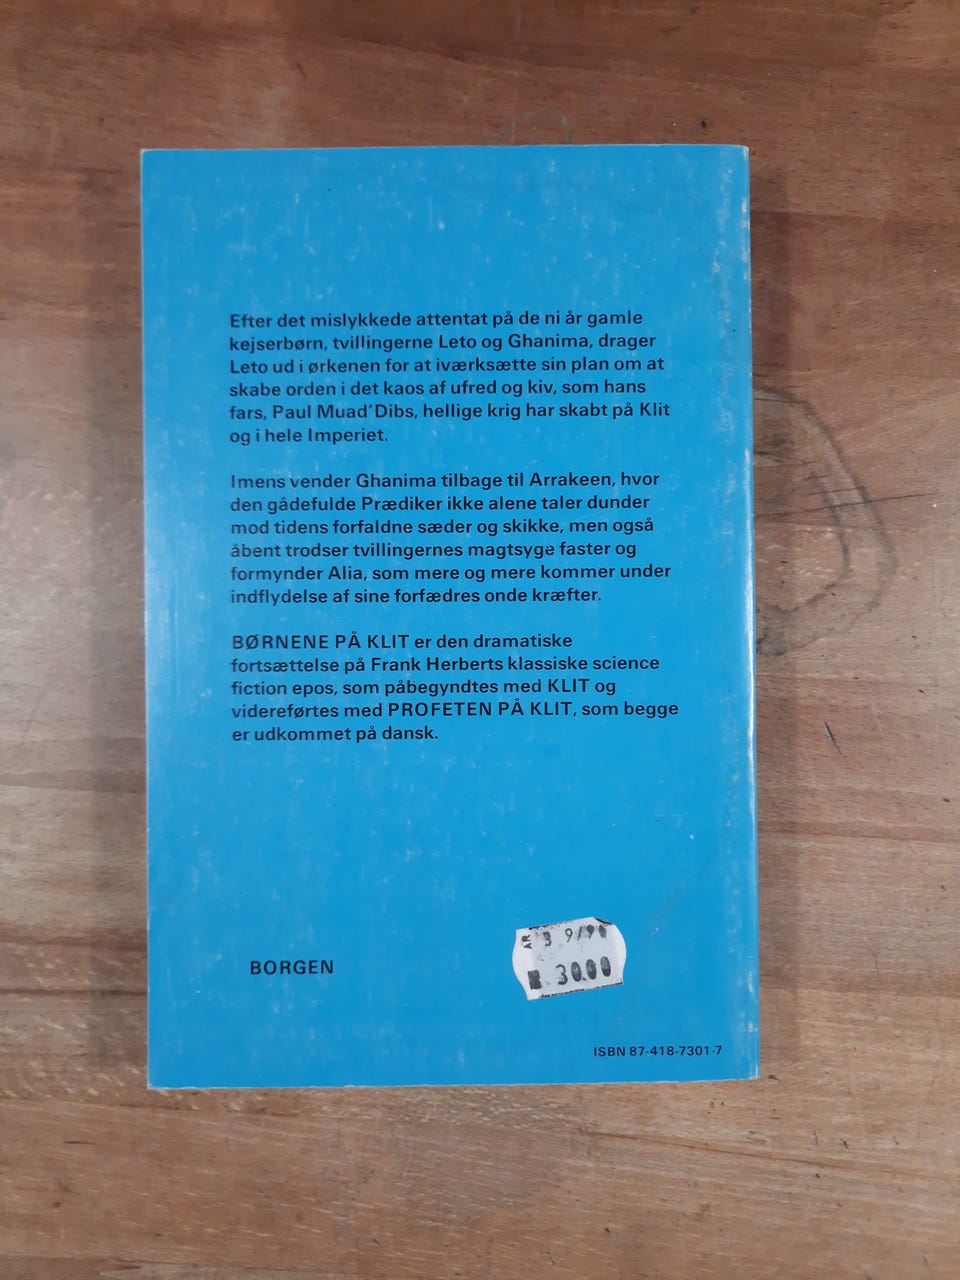 Efter det mislykkede attentat på de ni år gamle
kejserbørn, tvillingerne Leto og Ghanima, drager
Leto ud i ørkenen for at iværksætte sin plan om at
skabe orden i det kaos af ufred og kiv, som hans
fars, Paul Muad'Dibs, hellige krig har skabt på Klit
og i hele Imperiet.
Imens vender Ghanima tilbage til Arrakeen, hvor
den gådefulde Prædiker ikke alene taler dunder
mod tidens forfaldne sæder og skikke, men også
åbent trodser tvillingernes magtsyge faster og
formynder Alia, som mere og mere kommer under
indflydelse af sine forfædres onde kræfter.
BØRNENE PÅ KLIT er den dramatiske
fortsættelse på Frank Herberts klassiske science
fiction epos, som påbegyndtes med KLIT og
videreførtes med PROFETEN PÅ KLIT, som begge
er udkommet på dansk.
AR 3
30.00
BORGEN
ISBN 87-418-7301-7